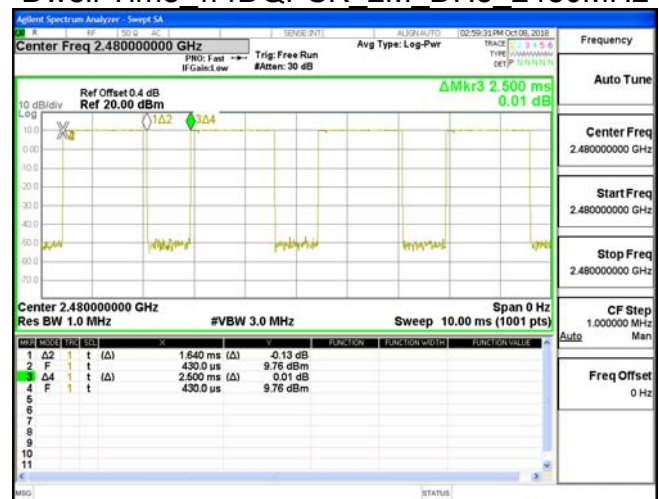 Agilent Spectrum Analyzer - Swept SA
RF 50 Ω AC SENSE:INT ALIGNAUTO 02:59:31 PM Oct 08, 2018
Center Freq 2.480000000 GHz
PNO: Fast
IFGain:Low
Trig: Free Run
#Atten: 30 dB
Avg Type: Log-Pwr
TRACE 1 2 3 4 5 6
TYPE
DET P N N N N N
Ref Offset 0.4 dB
Ref 20.00 dBm
10 dB/div
Log
ΔMkr3 2.500 ms
0.01 dB
1Δ2
3Δ4
10.0
0.00
-10.0
-20.0
-30.0
-40.0
-50.0
-60.0
-70.0
Center 2.480000000 GHz
Res BW 1.0 MHz
#VBW 3.0 MHz
Span 0 Hz
Sweep 10.00 ms (1001 pts)
MKR MODE TRC SCL X Y FUNCTION FUNCTION WIDTH FUNCTION VALUE
1 Δ2 1 t (Δ) 1.640 ms (Δ) -0.13 dB
2 F 1 t 430.0 µs 9.76 dBm
3 Δ4 1 t (Δ) 2.500 ms (Δ) 0.01 dB
4 F 1 t 430.0 µs 9.76 dBm
5
6
7
8
9
10
11
MSG
STATUS
Frequency
Auto Tune
Center Freq
2.480000000 GHz
Start Freq
2.480000000 GHz
Stop Freq
2.480000000 GHz
CF Step
1.000000 MHz
Auto Man
Freq Offset
0 Hz